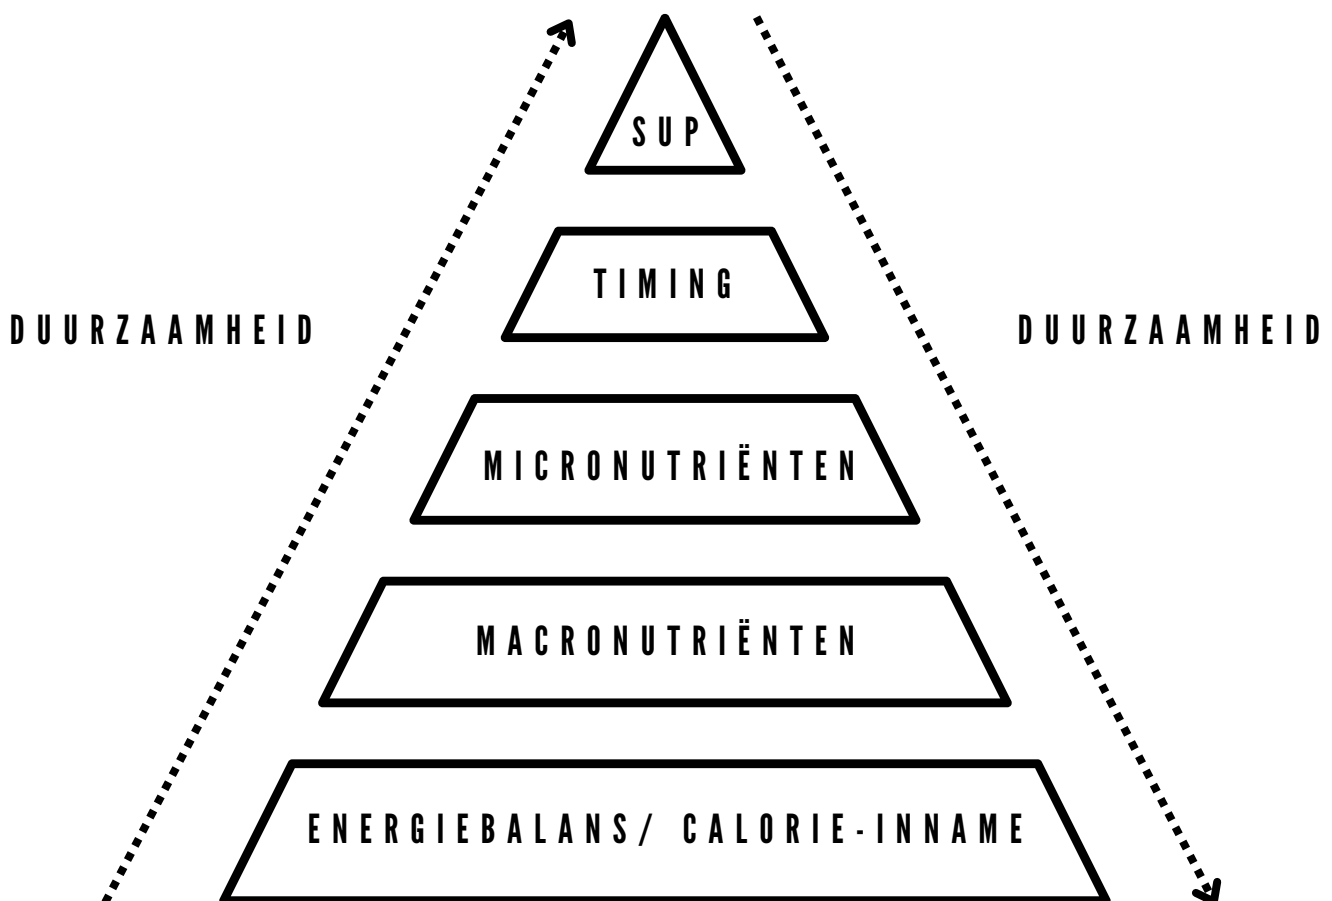 SUP
TIMING
DUURZAAMHEID
DUURZAAMHEID
MICRONUTRIËNTEN
MACRONUTRIËNTEN
ENERGIEBALANS/ CALORIE-INNAME